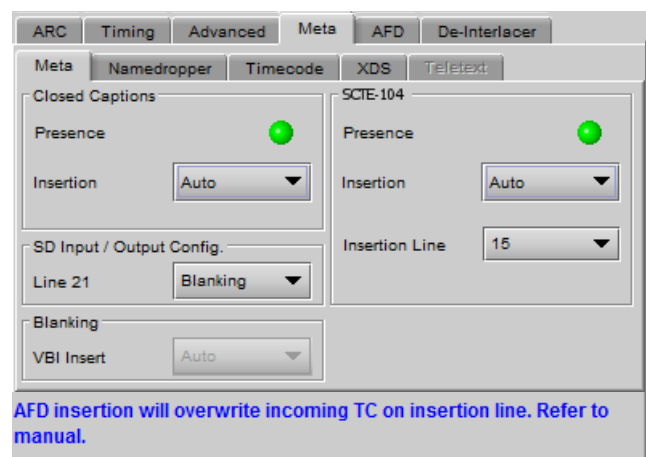 ARC Timing Advanced Meta AFD De-Interlacer
Meta Namedropper Timecode XDS Teletext
Closed Captions
Presence
Insertion Auto
SD Input / Output Config.
Line 21 Blanking
Blanking
VBI Insert Auto
SCTE-104
Presence
Insertion Auto
Insertion Line 15
AFD insertion will overwrite incoming TC on insertion line. Refer to
manual.